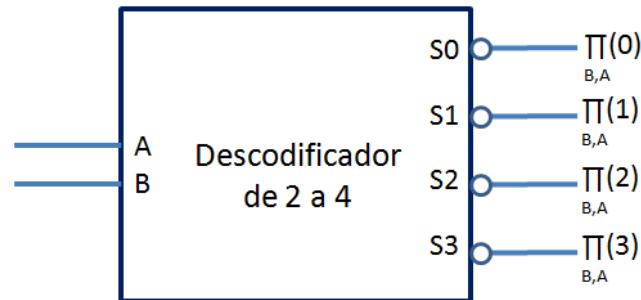 S0
∏(0)
B,A
S1
∏(1)
B,A
A
Descodificador
B
de 2 a 4
S2
∏(2)
B,A
S3
∏(3)
B,A